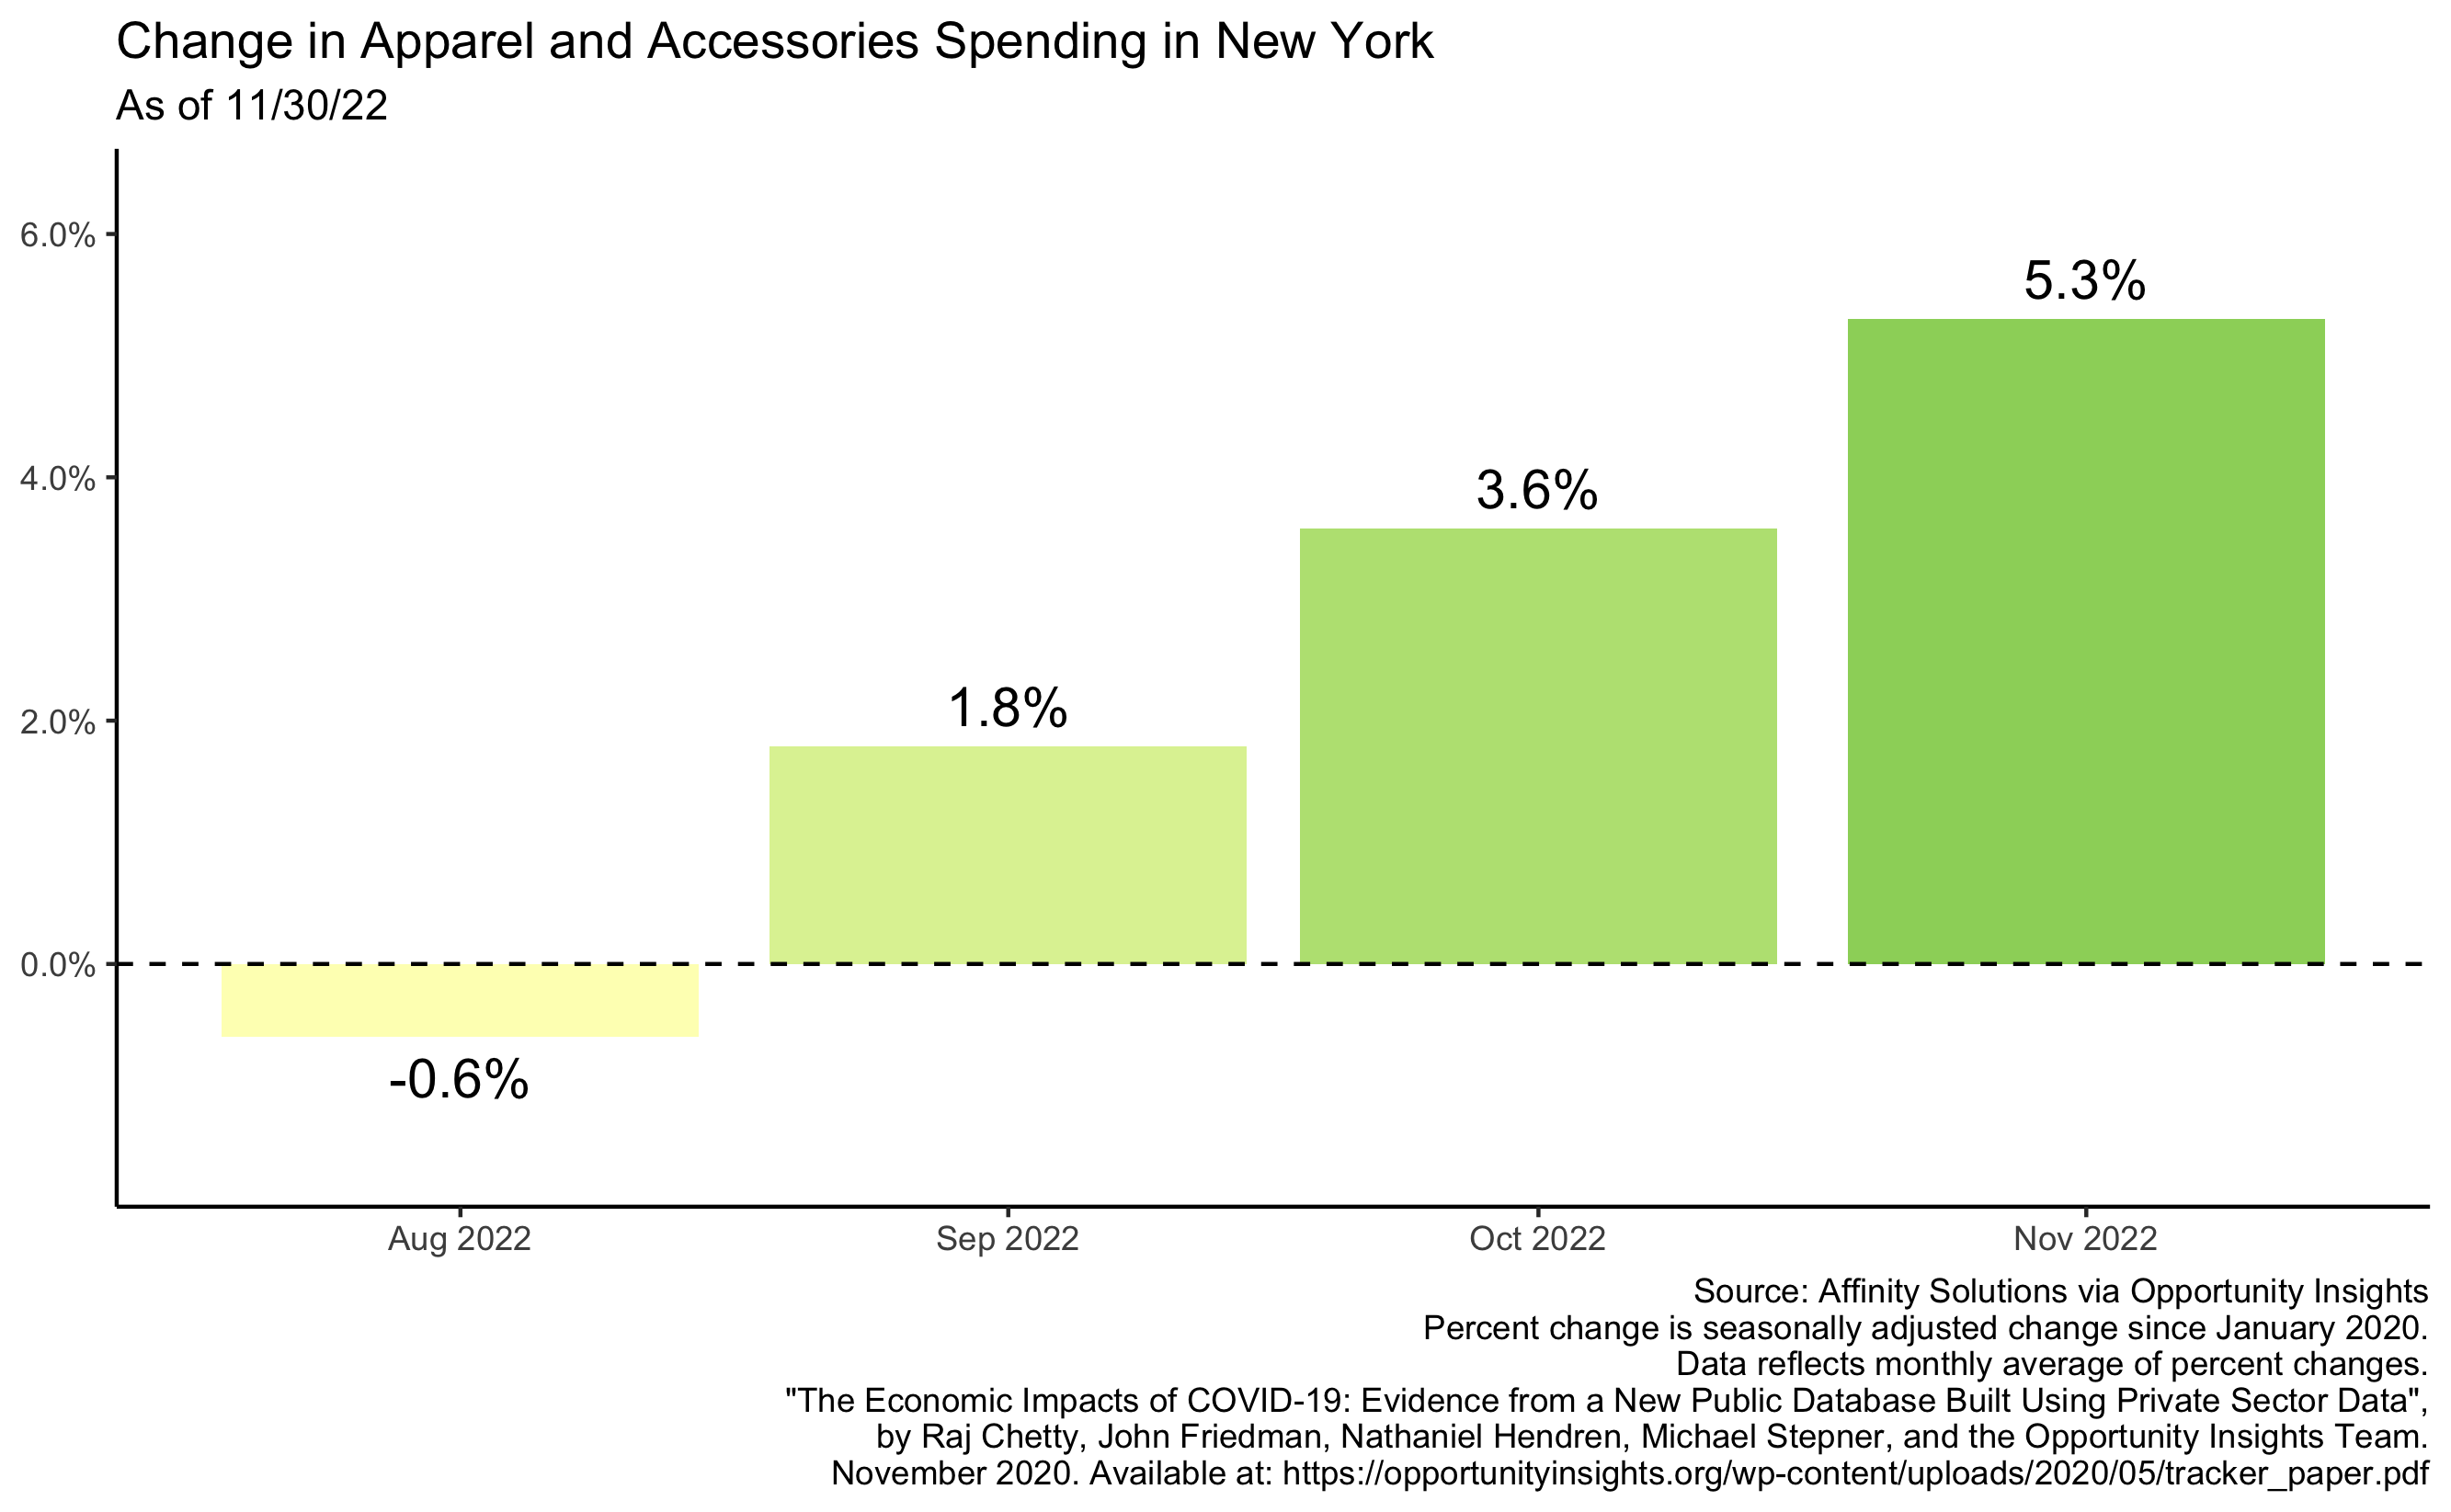 Change in Apparel and Accessories Spending in New York
As of 11/30/22
6.0%
4.0%
2.0%
0.0%
-0.6%
1.8%
3.6%
5.3%
Aug 2022
Sep 2022
Oct 2022
Nov 2022
Source: Affinity Solutions via Opportunity Insights
Percent change is seasonally adjusted change since January 2020.
Data reflects monthly average of percent changes.
"The Economic Impacts of COVID-19: Evidence from a New Public Database Built Using Private Sector Data",
by Raj Chetty, John Friedman, Nathaniel Hendren, Michael Stepner, and the Opportunity Insights Team.
November 2020. Available at: https://opportunityinsights.org/wp-content/uploads/2020/05/tracker_paper.pdf